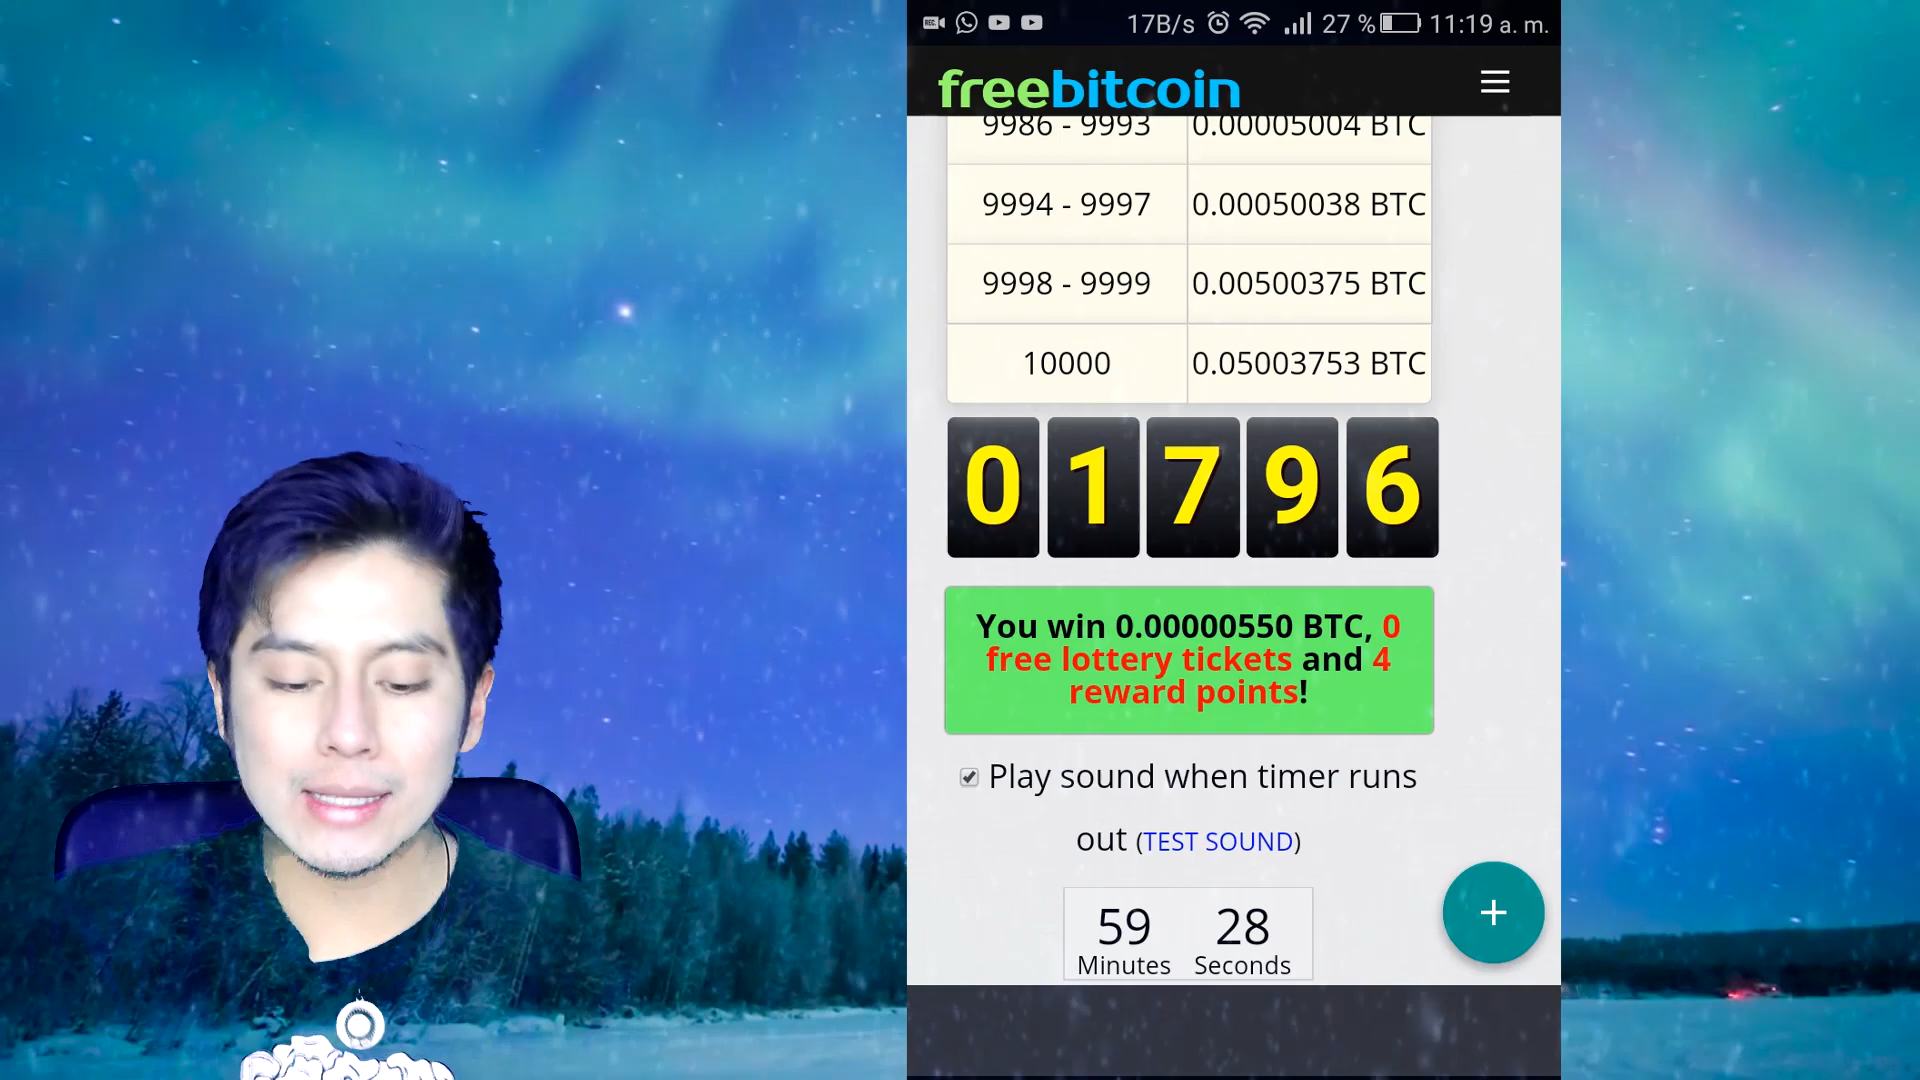 REC
17B/s 27 % 11:19 a. m.
freebitcoin
9986 - 9993 0.00005004 BTC
9994 - 9997 0.00050038 BTC
9998 - 9999 0.00500375 BTC
10000 0.05003753 BTC
0 1 7 9 6
You win 0.00000550 BTC, 0
free lottery tickets and 4
reward points!
Play sound when timer runs
out (TEST SOUND)
59 28
Minutes Seconds
+